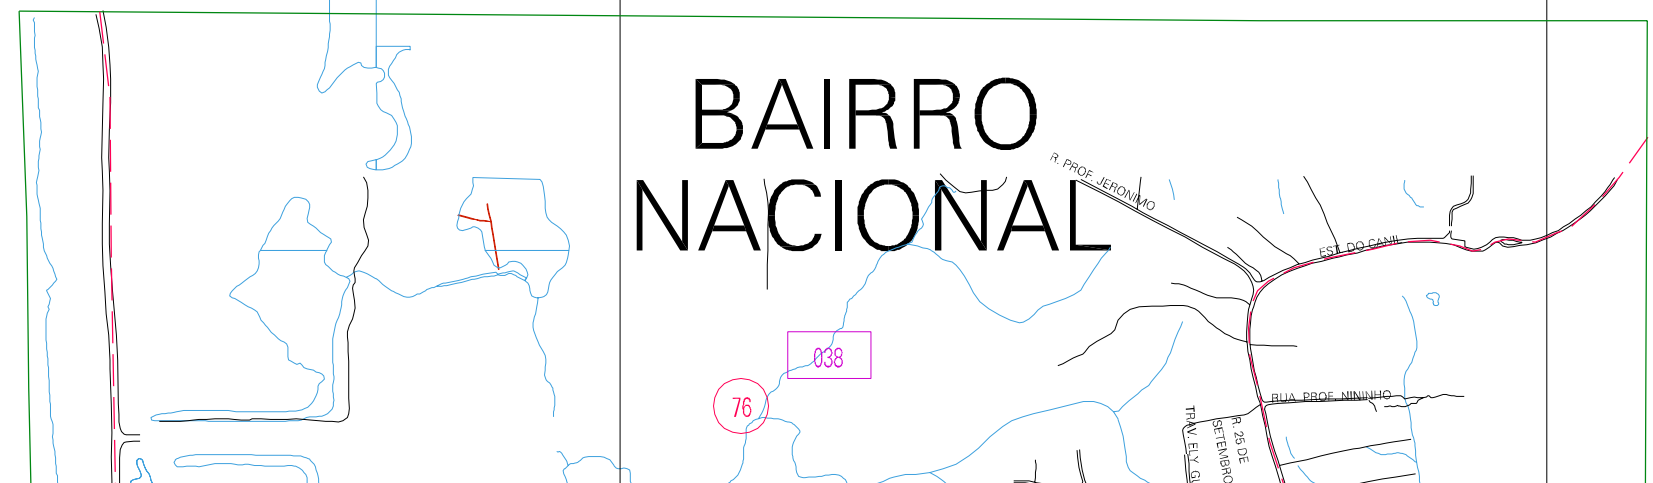 BAIRRO
NACIONAL
R. PROF. JERONIMO
EST. DO CANIL
038
76
RUA PROF. NININHO
TRAV. ELY
R. 25 DE
SETEMBRO